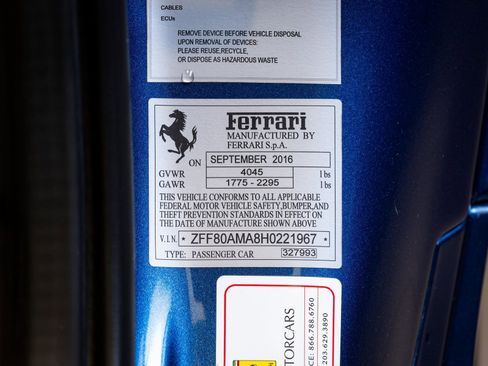 CABLES
ECUs
REMOVE DEVICE BEFORE VEHICLE DISPOSAL
UPON REMOVAL OF DEVICES:
PLEASE REUSE,RECYCLE,
OR DISPOSE AS HAZARDOUS WASTE
Ferrari
MANUFACTURED BY
FERRARI S.p.A.
ON SEPTEMBER 2016
GVWR 4045 lbs
GAWR 1775 - 2295 lbs
THIS VEHICLE CONFORMS TO ALL APPLICABLE
FEDERAL MOTOR VEHICLE SAFETY,BUMPER,AND
THEFT PREVENTION STANDARDS IN EFFECT ON
THE DATE OF MANUFACTURE SHOWN ABOVE
V.I.N. * ZFF80AMA8H0221967 *
TYPE: PASSENGER CAR 327993
TORCARS
CE: 866.788.6760
203.629.3890